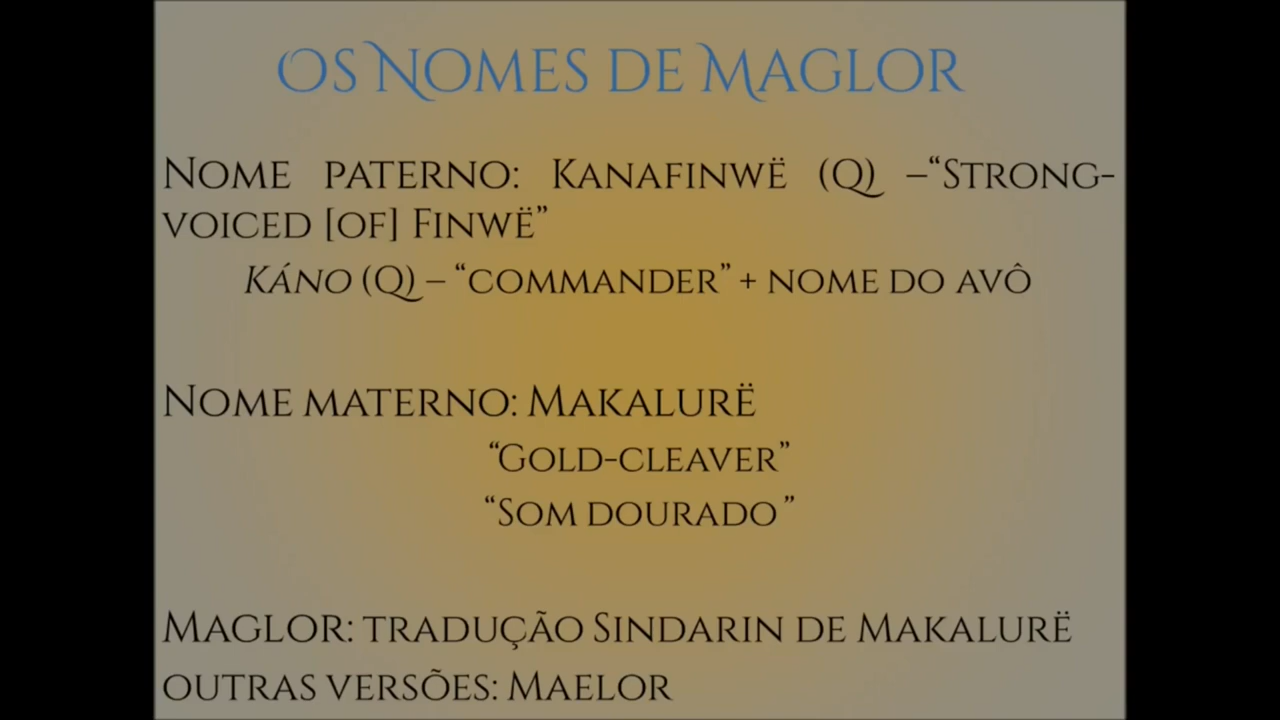 Os Nomes de Maglor
Nome paterno: Kanafinwë (Q) –“Strong-
voiced [of] Finwë”
Káno (Q) – “commander” + nome do avô
Nome materno: Makalurë
“Gold-cleaver”
“Som dourado”
Maglor: tradução Sindarin de Makalurë
outras versões: Maelor